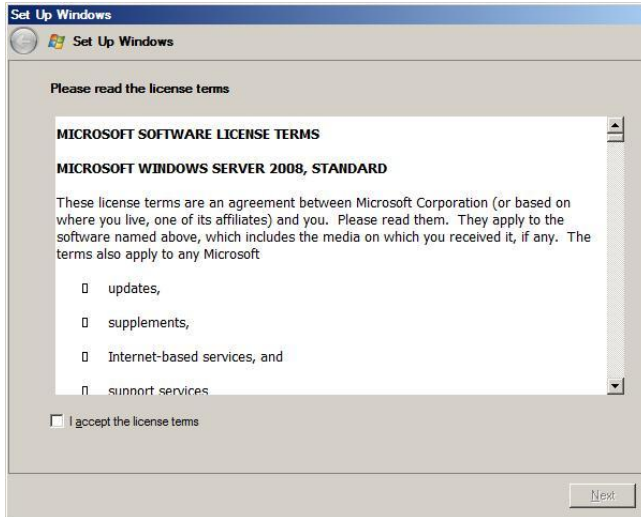 Set Up Windows
Set Up Windows
Please read the license terms
MICROSOFT SOFTWARE LICENSE TERMS
MICROSOFT WINDOWS SERVER 2008, STANDARD
These license terms are an agreement between Microsoft Corporation (or based on
where you live, one of its affiliates) and you. Please read them. They apply to the
software named above, which includes the media on which you received it, if any. The
terms also apply to any Microsoft
updates,
supplements,
Internet-based services, and
support services
I accept the license terms
Next